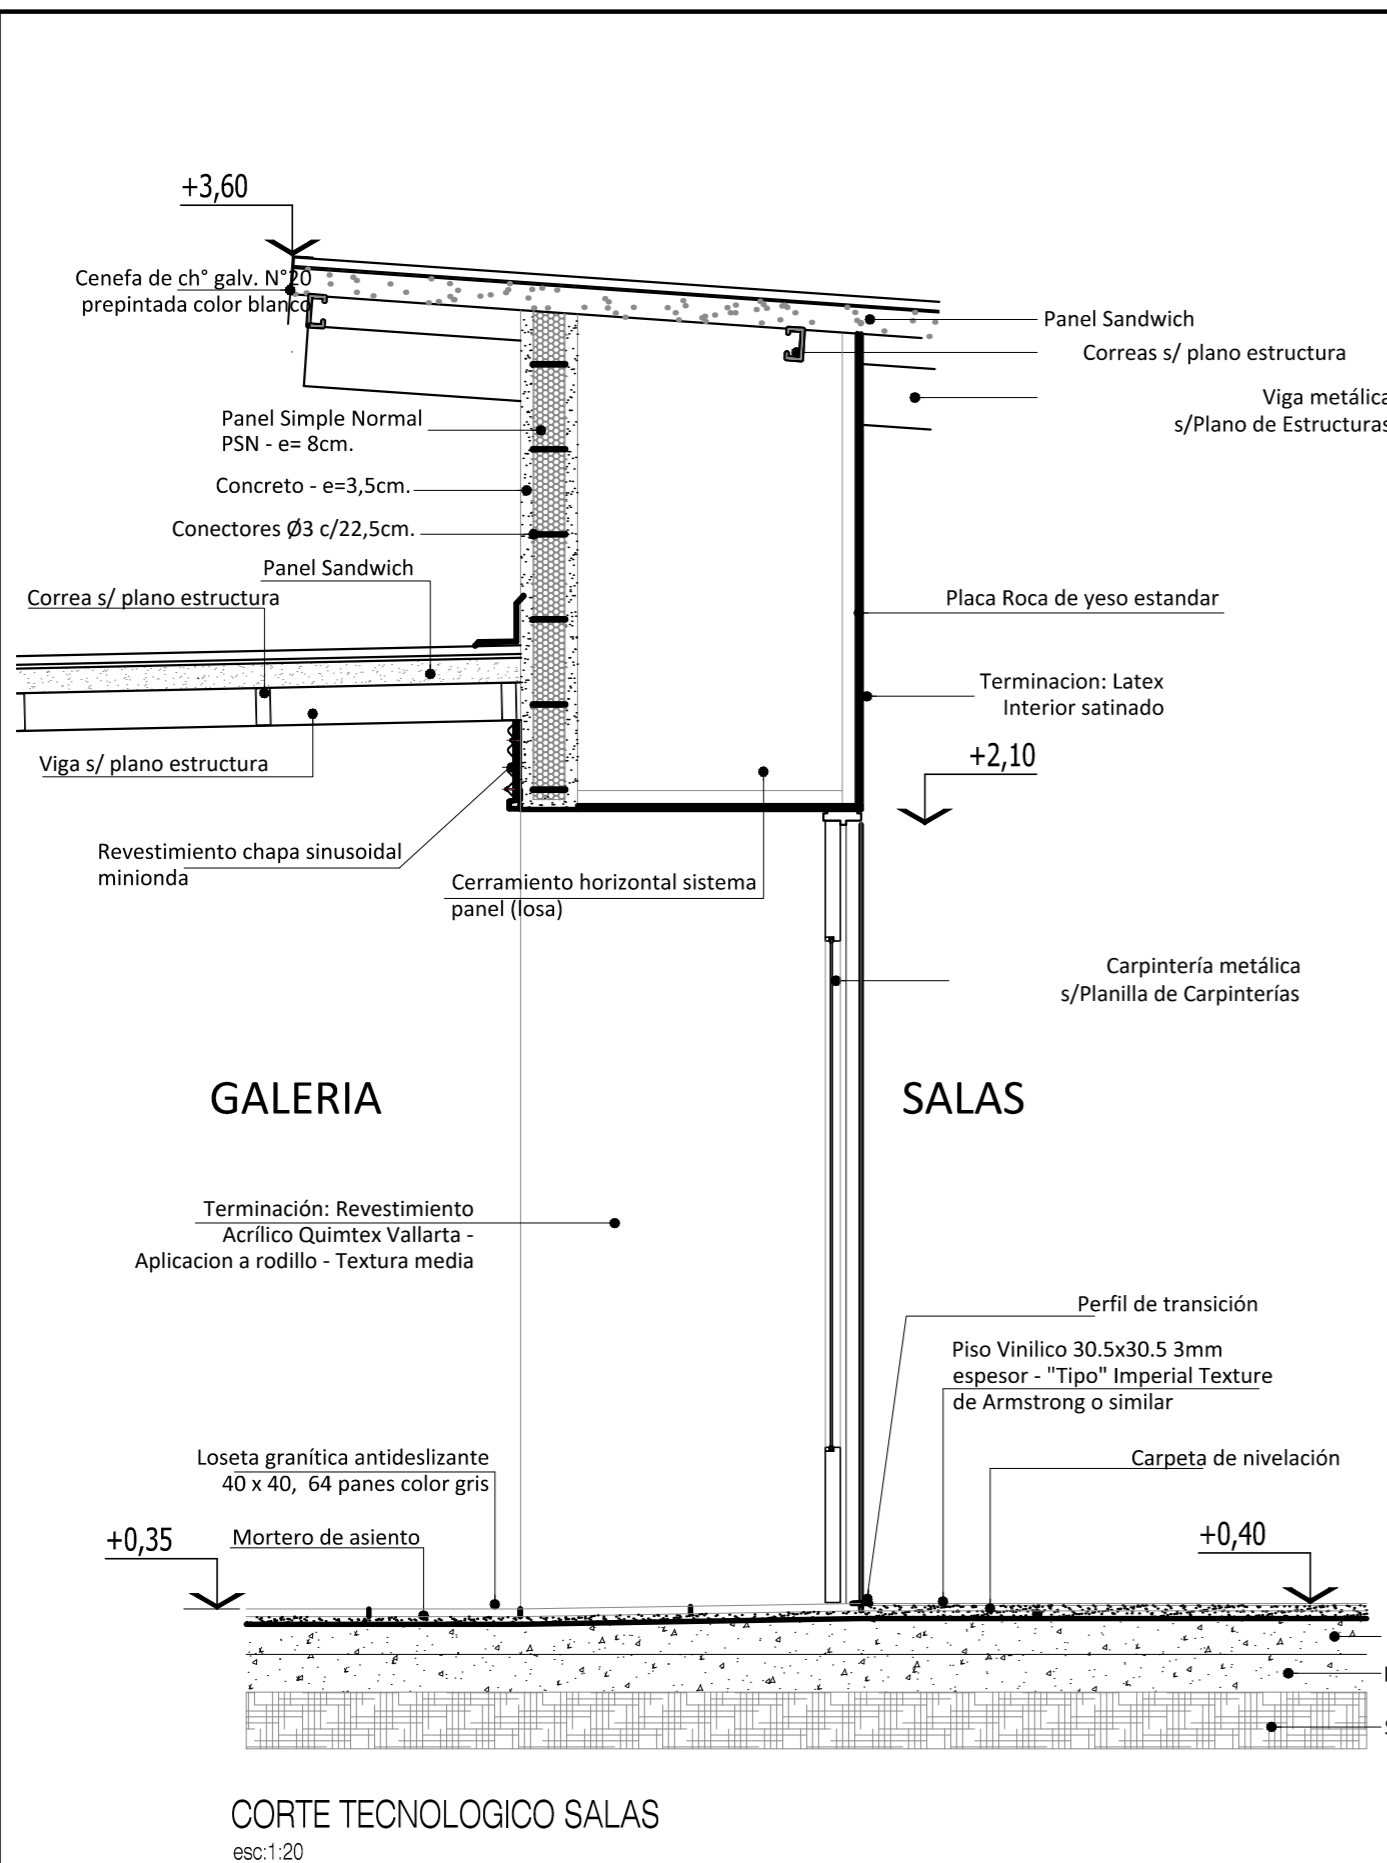 +3,60
Cenefa de ch° galv. N°20
prepintada color blanco
Panel Sandwich
Correas s/ plano estructura
Viga metálica
s/Plano de Estructuras
Panel Simple Normal
PSN - e= 8cm.
Concreto - e=3,5cm.
Conectores Ø3 c/22,5cm.
Panel Sandwich
Correa s/ plano estructura
Placa Roca de yeso estandar
Terminacion: Latex
Interior satinado
+2,10
Viga s/ plano estructura
Revestimiento chapa sinusoidal
minionda
Cerramiento horizontal sistema
panel (losa)
Carpintería metálica
s/Planilla de Carpinterías
GALERIA
SALAS
Terminación: Revestimiento
Acrílico Quimtex Vallarta -
Aplicacion a rodillo - Textura media
Perfil de transición
Piso Vinilico 30.5x30.5 3mm
espesor - "Tipo" Imperial Texture
de Armstrong o similar
Loseta granítica antideslizante
40 x 40, 64 panes color gris
Carpeta de nivelación
+0,35
Mortero de asiento
+0,40
CORTE TECNOLOGICO SALAS
esc:1:20